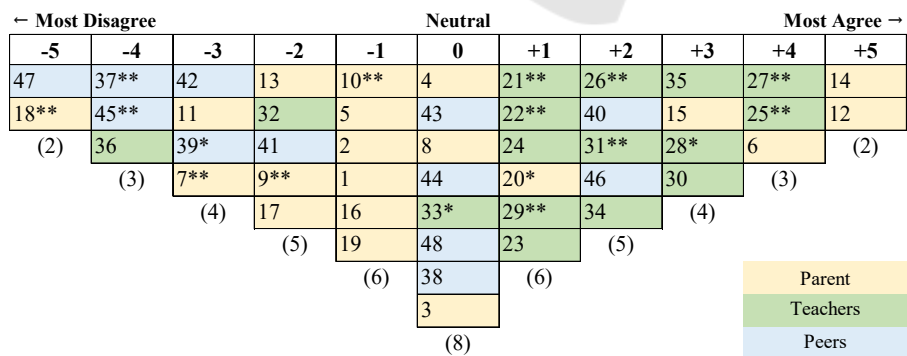 ← Most Disagree Neutral Most Agree →
-5 -4 -3 -2 -1 0 +1 +2 +3 +4 +5
47 37** 42 13 10** 4 21** 26** 35 27** 14
18** 45** 11 32 5 43 22** 40 15 25** 12
(2) 36 39* 41 2 8 24 31** 28* 6 (2)
(3) 7** 9** 1 44 20* 46 30 (3)
(4) 17 16 33* 29** 34 (4)
(5) 19 48 23 (5)
(6) 38 (6) Parent
3 Teachers
(8) Peers